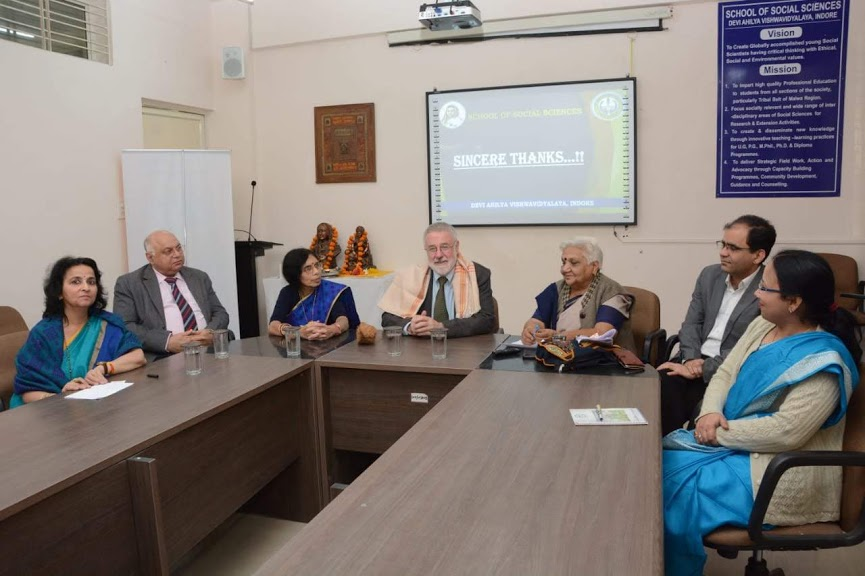 SCHOOL OF SOCIAL SCIENCES
DEVI AHILYA VISHWAVIDYALAYA, INDORE
Vision
To Create Globally accomplished young Social
Scientists having critical thinking with Ethical,
Social and Environmental values.
Mission
1. To impart high quality Professional Education
to students from all sections of the society,
particularly Tribal Belt of Malwa Region.
2. Focus socially relevant and wide range of Inter
-diciplinary areas of Social Sciences for
Research & Extension Activities.
3. To create & disseminate new knowledge
through innovative teaching -learning practices
for U.G, P.G., M.Phil., Ph.D. & Diploma
Programmes.
4. To deliver Strategic Field Work, Action and
Advocacy through Capacity Building
Programmes, Community Development,
Guidance and Counselling.
SCHOOL OF SOCIAL SCIENCES
SINCERE THANKS...!!
DEVI AHILYA VISHWAVIDYALAYA, INDORE